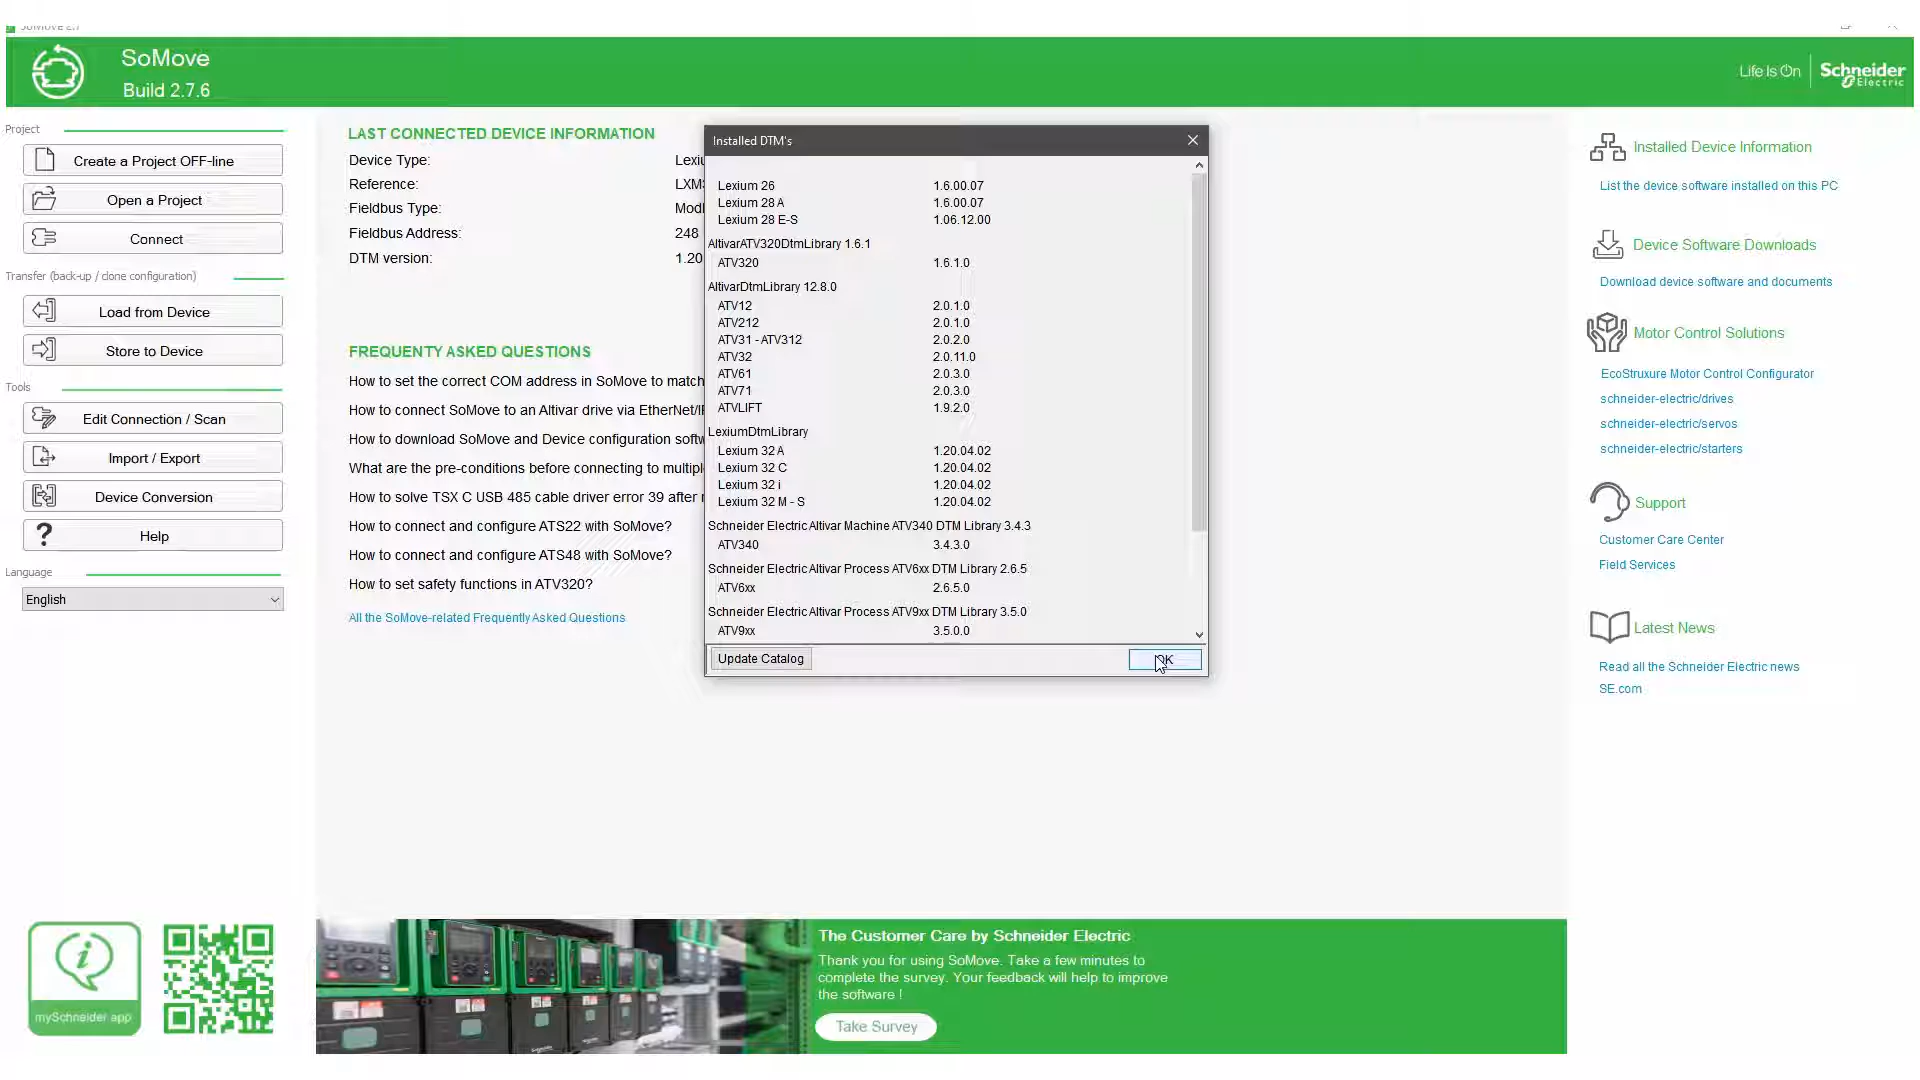 SoMove
Build 2.7.6
Life Is On
Schneider
Electric
Project
Create a Project OFF-line
Open a Project
Connect
Transfer (back-up / clone configuration)
Load from Device
Store to Device
Tools
Edit Connection / Scan
Import / Export
Device Conversion
Help
Language
English
mySchneider app
LAST CONNECTED DEVICE INFORMATION
Device Type:
Reference:
Fieldbus Type:
Fieldbus Address: 248
DTM version: 1.20
FREQUENTY ASKED QUESTIONS
How to set the correct COM address in SoMove to match
How to connect SoMove to an Altivar drive via
How to download SoMove and Device configuration
What are the pre-conditions before connecting to
How to solve TSX C USB 485 cable driver error 39 after
How to connect and configure ATS22 with SoMove?
How to connect and configure ATS48 with SoMove?
How to set safety functions in ATV320?
All the SoMove-related Frequently Asked Questions
Installed DTM's
Lexium 26 1.6.00.07
Lexium 28 A 1.6.00.07
Lexium 28 E-S 1.06.12.00
AltivarATV320DtmLibrary 1.6.1
ATV320 1.6.1.0
AltivarDtmLibrary 12.8.0
ATV12 2.0.1.0
ATV212 2.0.1.0
ATV31 - ATV312 2.0.2.0
ATV32 2.0.11.0
ATV61 2.0.3.0
ATV71 2.0.3.0
ATVLIFT 1.9.2.0
LexiumDtmLibrary
Lexium 32 A 1.20.04.02
Lexium 32 C 1.20.04.02
Lexium 32 i 1.20.04.02
Lexium 32 M - S 1.20.04.02
Schneider Electric Altivar Machine ATV340 DTM Library 3.4.3
ATV340 3.4.3.0
Schneider Electric Altivar Process ATV6xx DTM Library 2.6.5
ATV6xx 2.6.5.0
Schneider Electric Altivar Process ATV9xx DTM Library 3.5.0
ATV9xx 3.5.0.0
Update Catalog
OK
Installed Device Information
List the device software installed on this PC
Device Software Downloads
Download device software and documents
Motor Control Solutions
EcoStruxure Motor Control Configurator
schneider-electric/drives
schneider-electric/servos
schneider-electric/starters
Support
Customer Care Center
Field Services
Latest News
Read all the Schneider Electric news
SE.com
The Customer Care by Schneider Electric
Thank you for using SoMove. Take a few minutes to
complete the survey. Your feedback will help to improve
the software !
Take Survey